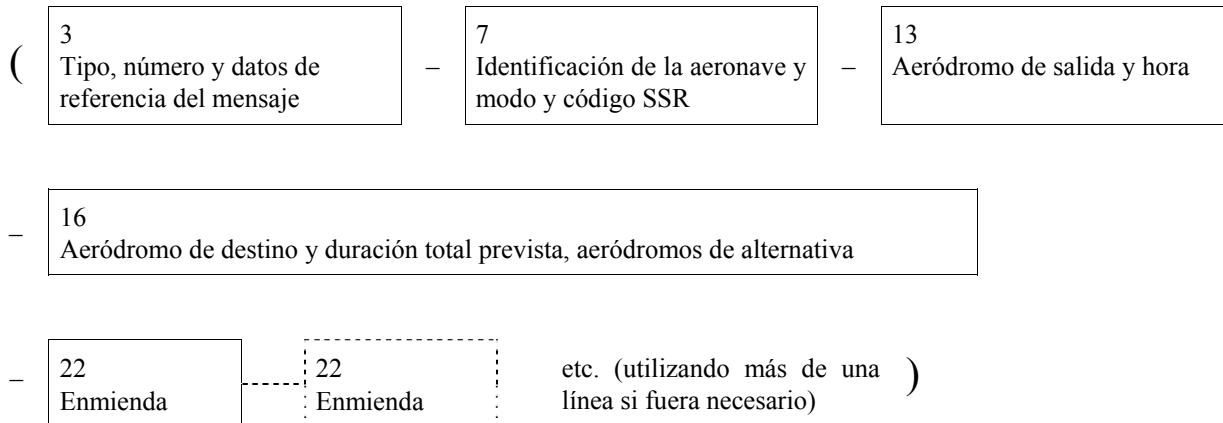 ( 3
Tipo, número y datos de
referencia del mensaje
–
7
Identificación de la aeronave y
modo y código SSR
–
13
Aeródromo de salida y hora
–
16
Aeródromo de destino y duración total prevista, aeródromos de alternativa
–
22
Enmienda
22
Enmienda
etc. (utilizando más de una
línea si fuera necesario) )